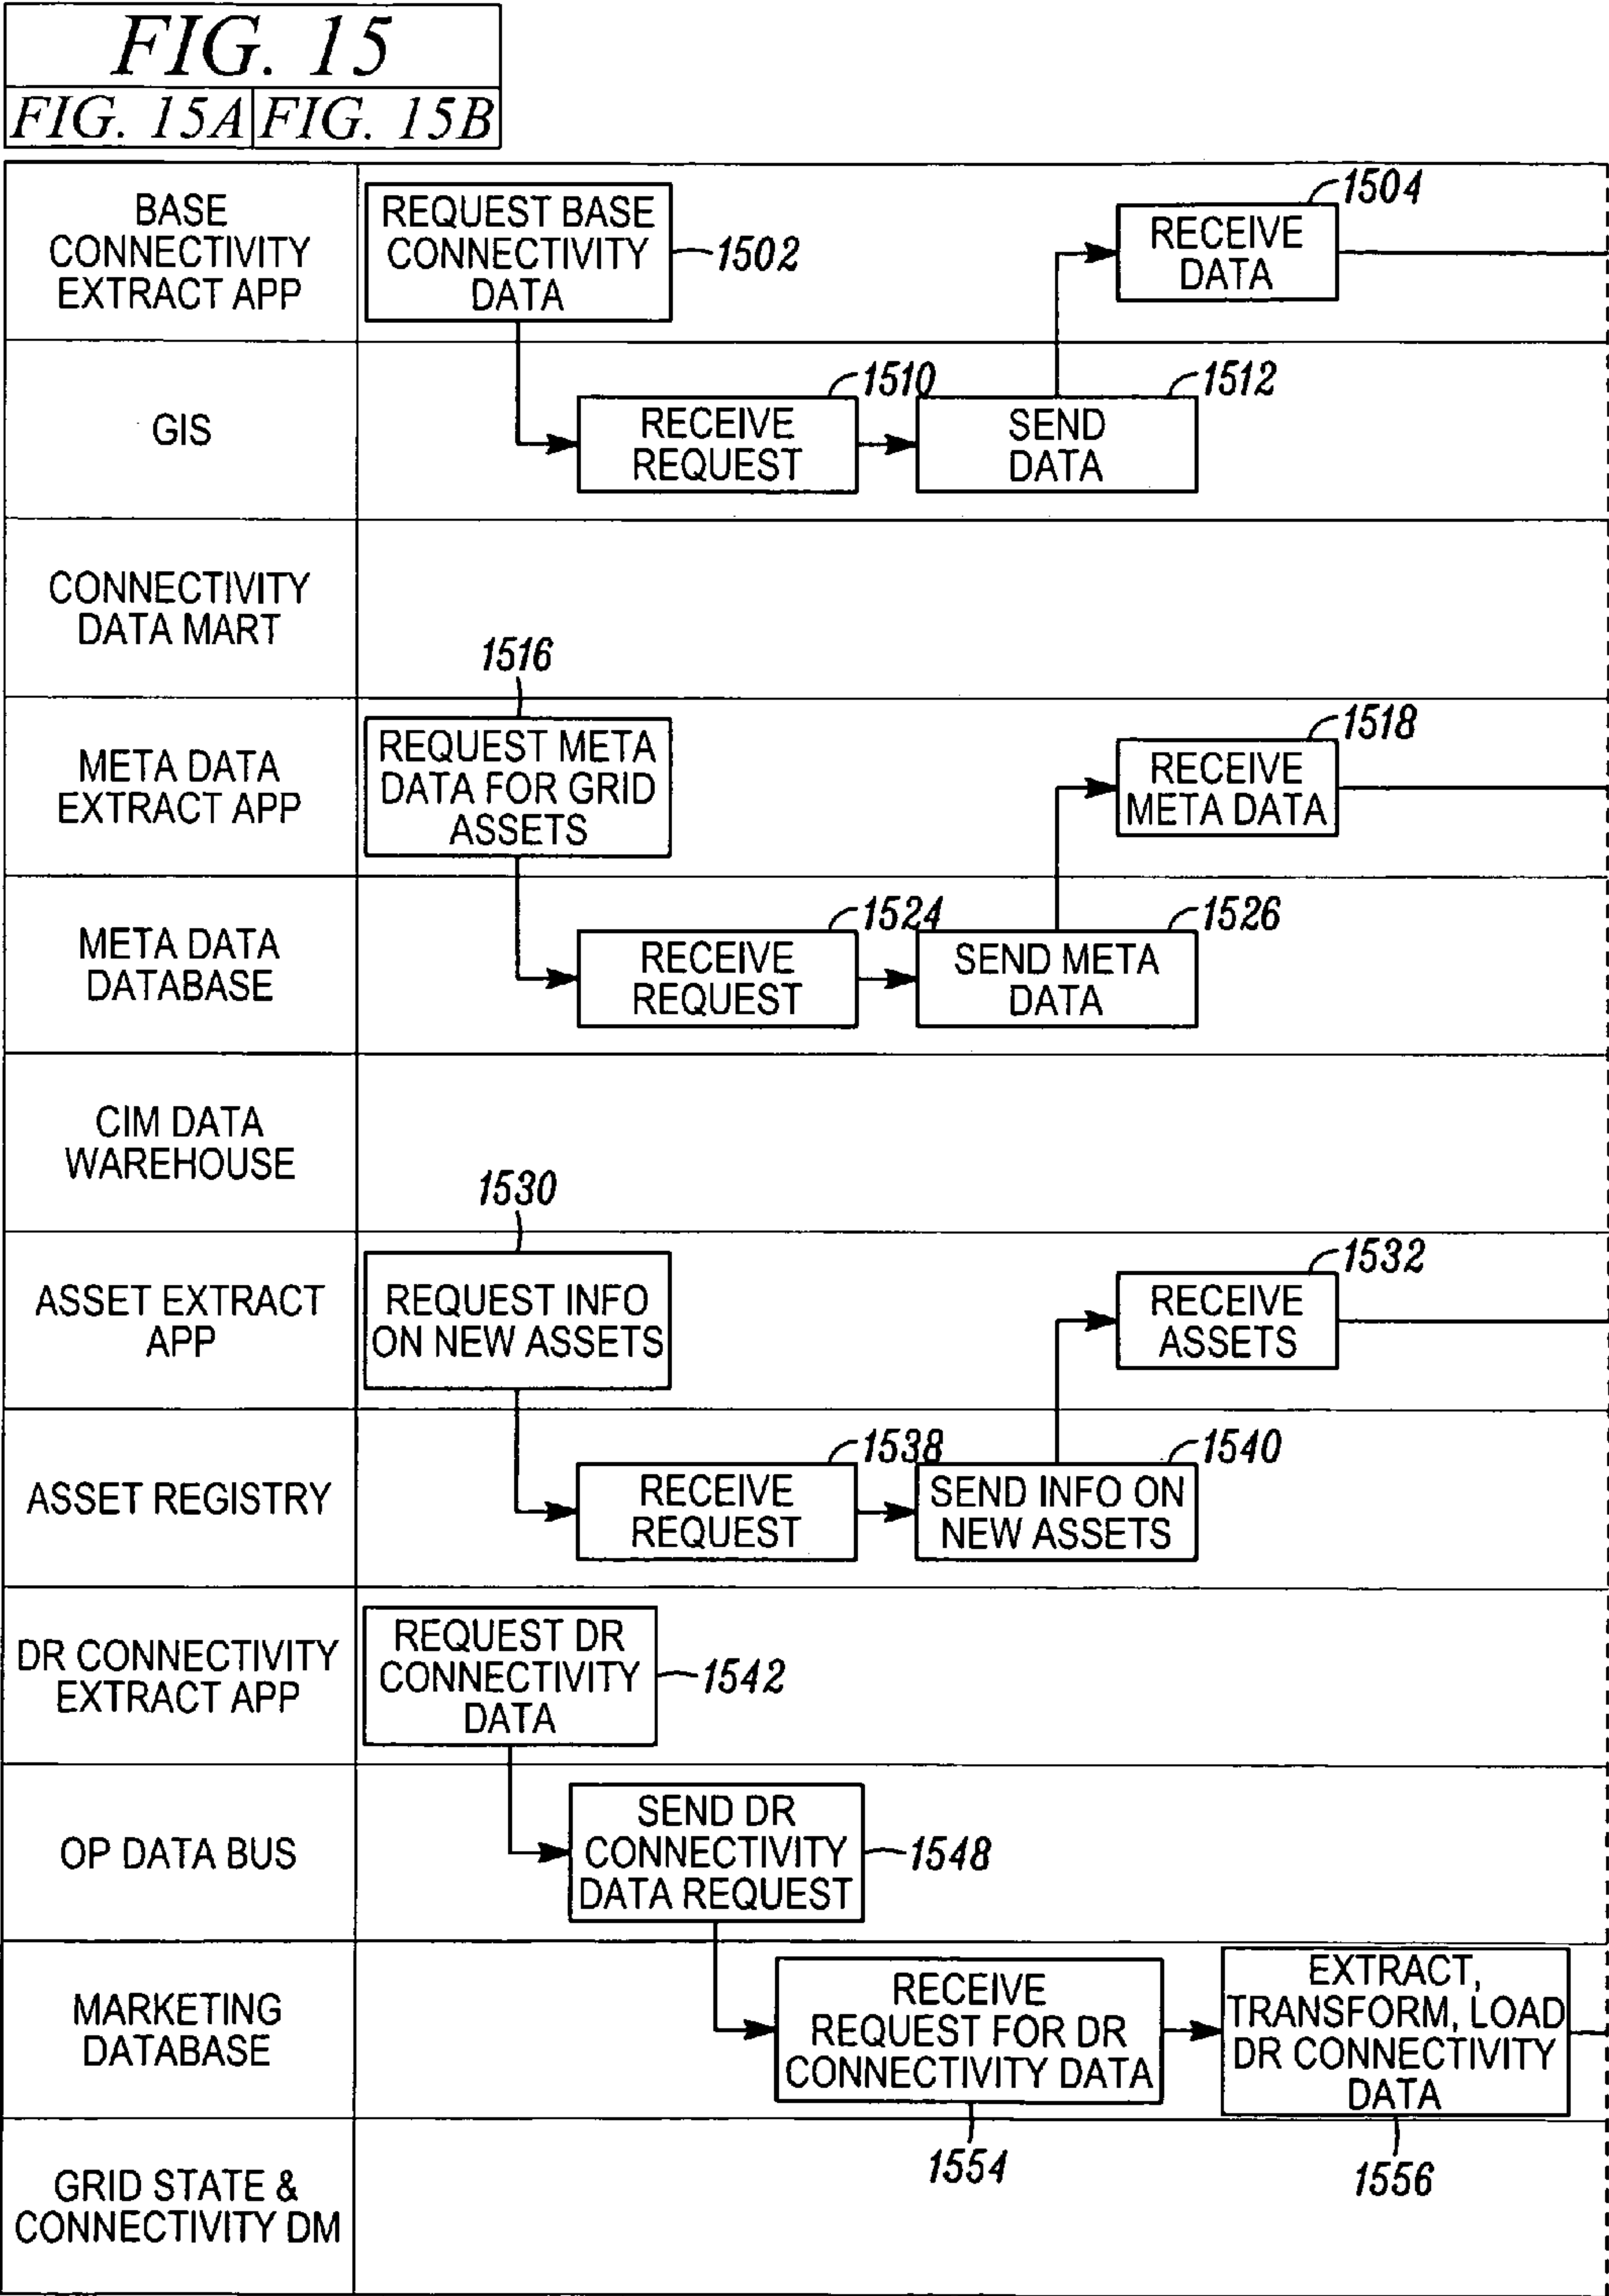 FIG. 15
FIG. 15A FIG. 15B
BASE
CONNECTIVITY
EXTRACT APP
REQUEST BASE
CONNECTIVITY
DATA
1502
1504
RECEIVE
DATA
GIS
1510
RECEIVE
REQUEST
1512
SEND
DATA
CONNECTIVITY
DATA MART
META DATA
EXTRACT APP
1516
REQUEST META
DATA FOR GRID
ASSETS
1518
RECEIVE
META DATA
META DATA
DATABASE
1524
RECEIVE
REQUEST
1526
SEND META
DATA
CIM DATA
WAREHOUSE
ASSET EXTRACT
APP
1530
REQUEST INFO
ON NEW ASSETS
1532
RECEIVE
ASSETS
ASSET REGISTRY
1538
RECEIVE
REQUEST
1540
SEND INFO ON
NEW ASSETS
DR CONNECTIVITY
EXTRACT APP
REQUEST DR
CONNECTIVITY
DATA
1542
OP DATA BUS
SEND DR
CONNECTIVITY
DATA REQUEST
1548
MARKETING
DATABASE
RECEIVE
REQUEST FOR DR
CONNECTIVITY DATA
1554
EXTRACT,
TRANSFORM, LOAD
DR CONNECTIVITY
DATA
1556
GRID STATE &
CONNECTIVITY DM